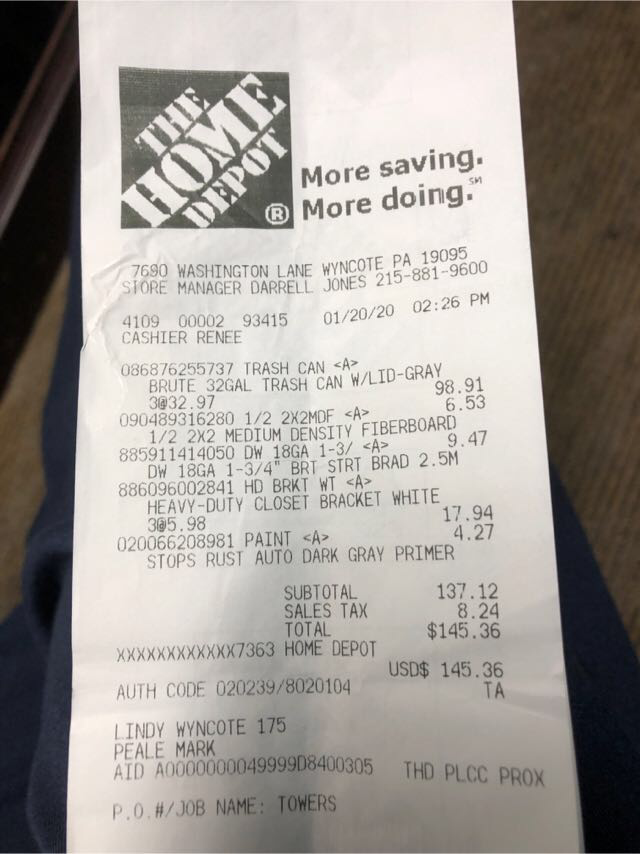 THE
HOME
DEPOT
®
More saving.
More doing.℠
7690 WASHINGTON LANE WYNCOTE PA 19095
STORE MANAGER DARRELL JONES 215-881-9600
4109 00002 93415 01/20/20 02:26 PM
CASHIER RENEE
086876255737 TRASH CAN <A>
BRUTE 32GAL TRASH CAN W/LID-GRAY
3@32.97 98.91
090489316280 1/2 2X2MDF <A> 6.53
1/2 2X2 MEDIUM DENSITY FIBERBOARD
885911414050 DW 18GA 1-3/ <A> 9.47
DW 18GA 1-3/4" BRT STRT BRAD 2.5M
886096002841 HD BRKT WT <A>
HEAVY-DUTY CLOSET BRACKET WHITE
3@5.98 17.94
020066208981 PAINT <A> 4.27
STOPS RUST AUTO DARK GRAY PRIMER
SUBTOTAL 137.12
SALES TAX 8.24
TOTAL $145.36
XXXXXXXXXXXX7363 HOME DEPOT
USD$ 145.36
AUTH CODE 020239/8020104 TA
LINDY WYNCOTE 175
PEALE MARK
AID A0000000049999D8400305 THD PLCC PROX
P.O.#/JOB NAME: TOWERS